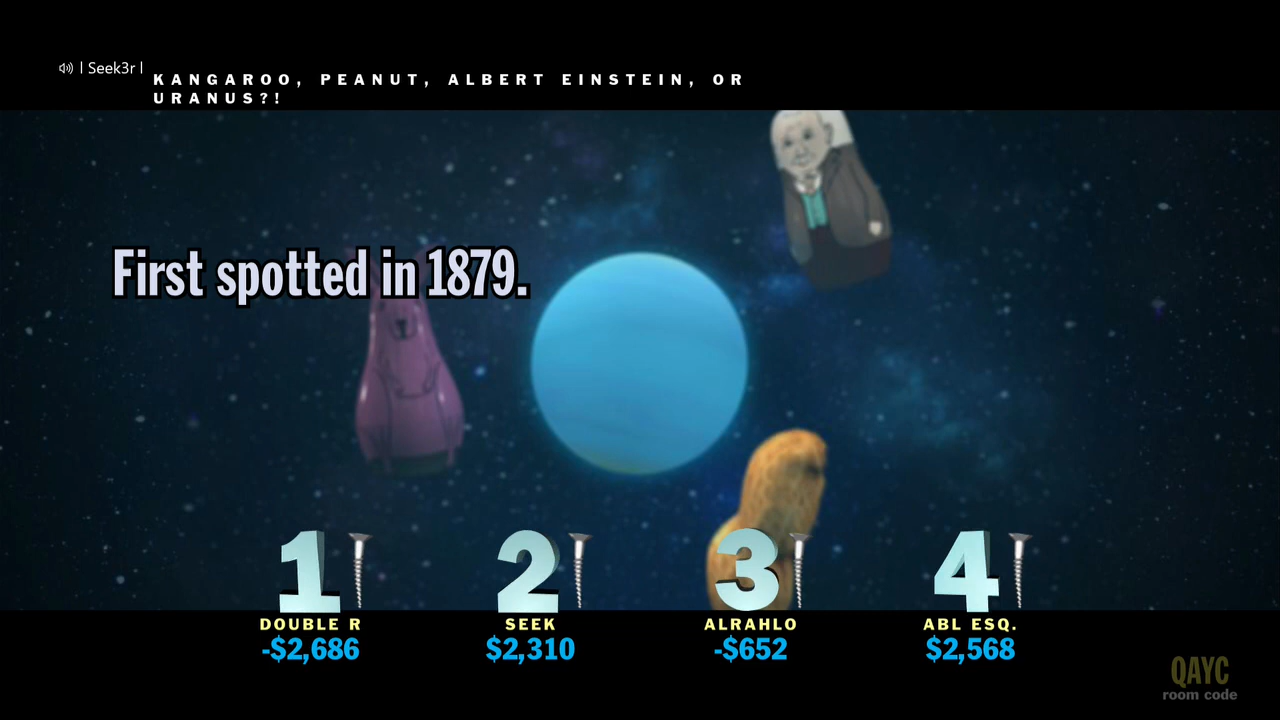 | Seek3r |
KANGAROO, PEANUT, ALBERT EINSTEIN, OR
URANUS?!
First spotted in 1879.
1 2 3 4
DOUBLE R SEEK ALRAHLO ABL ESQ.
-$2,686 $2,310 -$652 $2,568
QAYC
room code